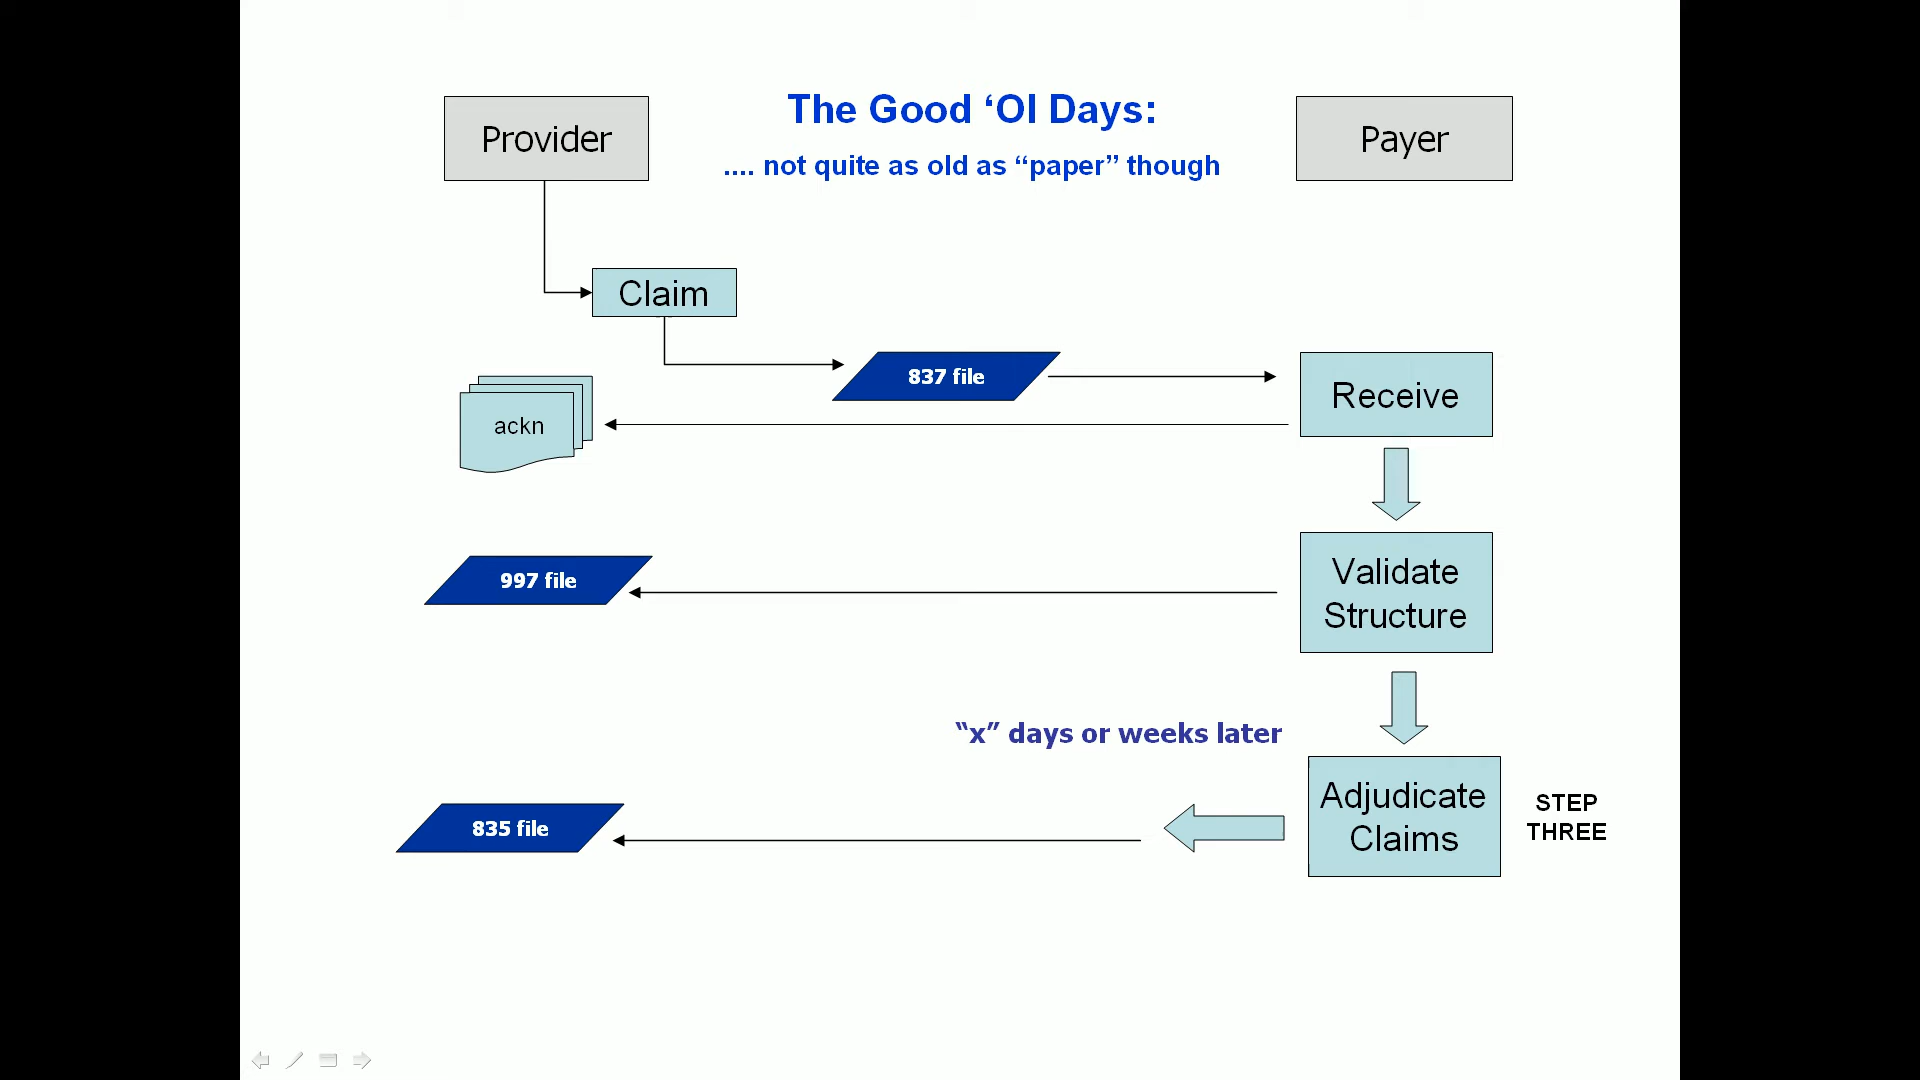 Provider
The Good ‘Ol Days:
.... not quite as old as “paper” though
Payer
Claim
837 file
Receive
ackn
997 file
Validate
Structure
“x” days or weeks later
835 file
Adjudicate
Claims
STEP
THREE